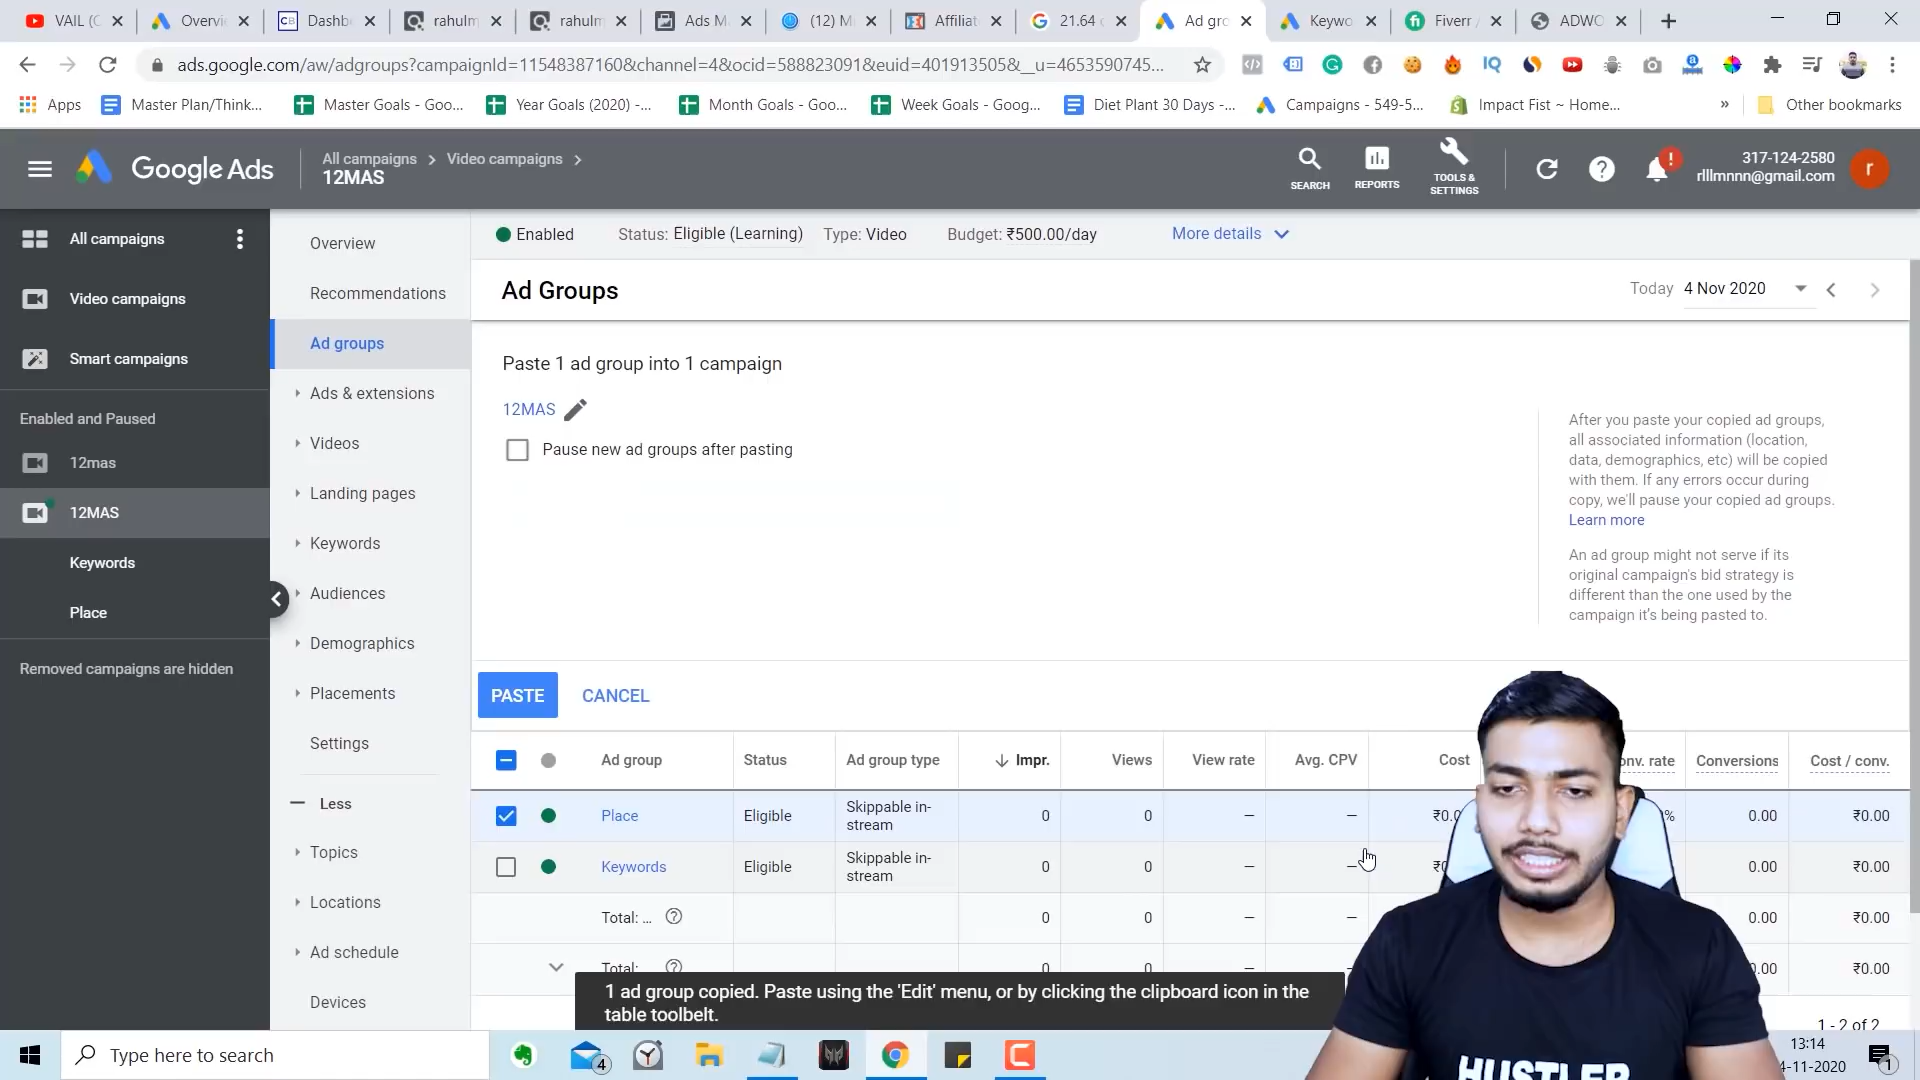 VAIL (C
Overvi
Dashb
rahulm
rahulm
Ads M
(12) M
Affiliat
21.64
Ad gro
Keywo
Fiverr
ADWO
ads.google.com/aw/adgroups?campaignId=11548387160&channel=4&ocid=588823091&euid=401913505&__u=4653590745...
Apps
Master Plan/Think...
Master Goals - Goo...
Year Goals (2020) -...
Month Goals - Goo...
Week Goals - Goog...
Diet Plant 30 Days -...
Campaigns - 549-5...
Impact Fist ~ Home...
»
Other bookmarks
Google Ads
All campaigns > Video campaigns >
12MAS
SEARCH
REPORTS
TOOLS &
SETTINGS
317-124-2580
rlllmnnn@gmail.com
r
All campaigns
Video campaigns
Smart campaigns
Enabled and Paused
12mas
12MAS
Keywords
Place
Removed campaigns are hidden
Overview
Recommendations
Ad groups
Ads & extensions
Videos
Landing pages
Keywords
Audiences
Demographics
Placements
Settings
Less
Topics
Locations
Ad schedule
Devices
Enabled Status: Eligible (Learning) Type: Video Budget: ₹500.00/day More details
Ad Groups
Today 4 Nov 2020
Paste 1 ad group into 1 campaign
12MAS
Pause new ad groups after pasting
After you paste your copied ad groups,
all associated information (location,
data, demographics, etc) will be copied
with them. If any errors occur during
copy, we'll pause your copied ad groups.
Learn more
An ad group might not serve if its
original campaign's bid strategy is
different than the one used by the
campaign it's being pasted to.
PASTE CANCEL
Ad group Status Ad group type Impr. Views View rate Avg. CPV Cost onv. rate Conversions Cost / conv.
Place Eligible Skippable in-stream 0 0 — — ₹0.0 % 0.00 ₹0.00
Keywords Eligible Skippable in-stream 0 0 — — ₹0 0.00 ₹0.00
Total: ... 0 0 — — 0.00 ₹0.00
Total: 0 0 — — 0.00 ₹0.00
1 ad group copied. Paste using the 'Edit' menu, or by clicking the clipboard icon in the
table toolbelt.
1 - 2 of 2
HUSTLER
Type here to search
4
13:14
4-11-2020
1